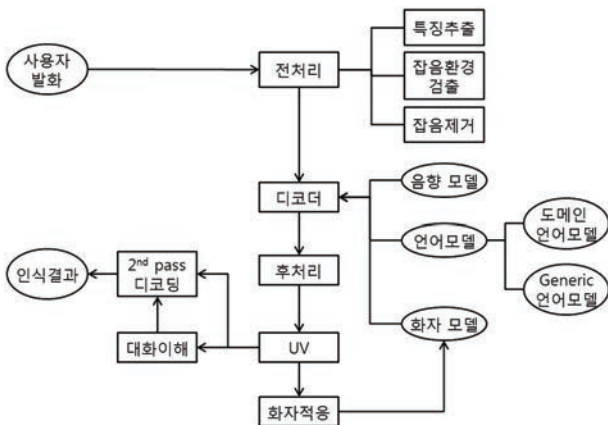 특징추출
사용자
발화
전처리
잡음환경
검출
잡음제거
음향 모델
디코더
도메인
언어모델
언어모델
2nd pass
디코딩
인식결과
후처리
Generic
언어모델
화자 모델
대화이해
UV
화자적응